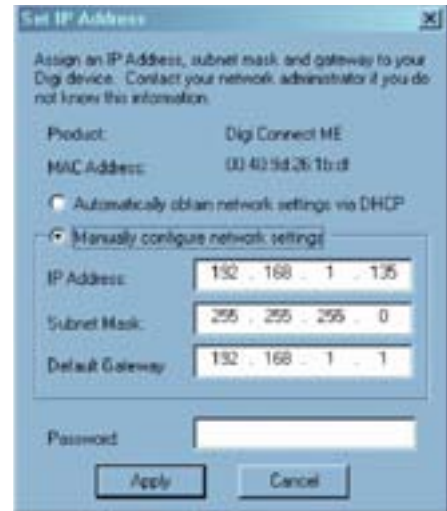 Set IP Address
Assign an IP Address, subnet mask and gateway to your
Digi device. Contact your network administrator if you do
not know this information.
Product: Digi Connect ME
MAC Address: 00:40:9d:26:1b:df
Automatically obtain network settings via DHCP
Manually configure network settings
IP Address: 192 . 168 . 1 . 135
Subnet Mask: 255 . 255 . 255 . 0
Default Gateway 192 . 168 . 1 . 1
Password:
Apply Cancel